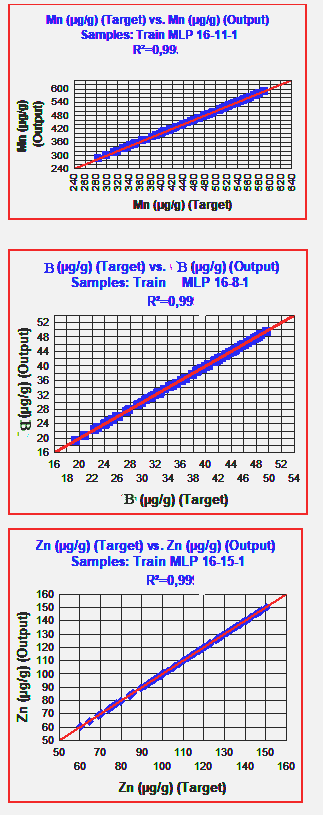 Mn (µg/g) (Target) vs. Mn (µg/g) (Output)
Samples: Train MLP 16-11-1
R²=0,99
Mn (µg/g)
(Output)
600
540
480
420
360
300
240
240 260 280 300 320 340 360 380 400 420 440 460 480 500 520 540 560 580 600 620 640
Mn (µg/g) (Target)
B (µg/g) (Target) vs. B (µg/g) (Output)
Samples: Train MLP 16-8-1
R²=0,99
B (µg/g) (Output)
52
48
44
40
36
32
28
24
20
16
16 20 24 28 32 36 40 44 48 52
18 22 26 30 34 38 42 46 50 54
B (µg/g) (Target)
Zn (µg/g) (Target) vs. Zn (µg/g) (Output)
Samples: Train MLP 16-15-1
R²=0,99
Zn (µg/g) (Output)
160
150
140
130
120
110
100
90
80
70
60
50
50 70 90 110 130 150
60 80 100 120 140 160
Zn (µg/g) (Target)